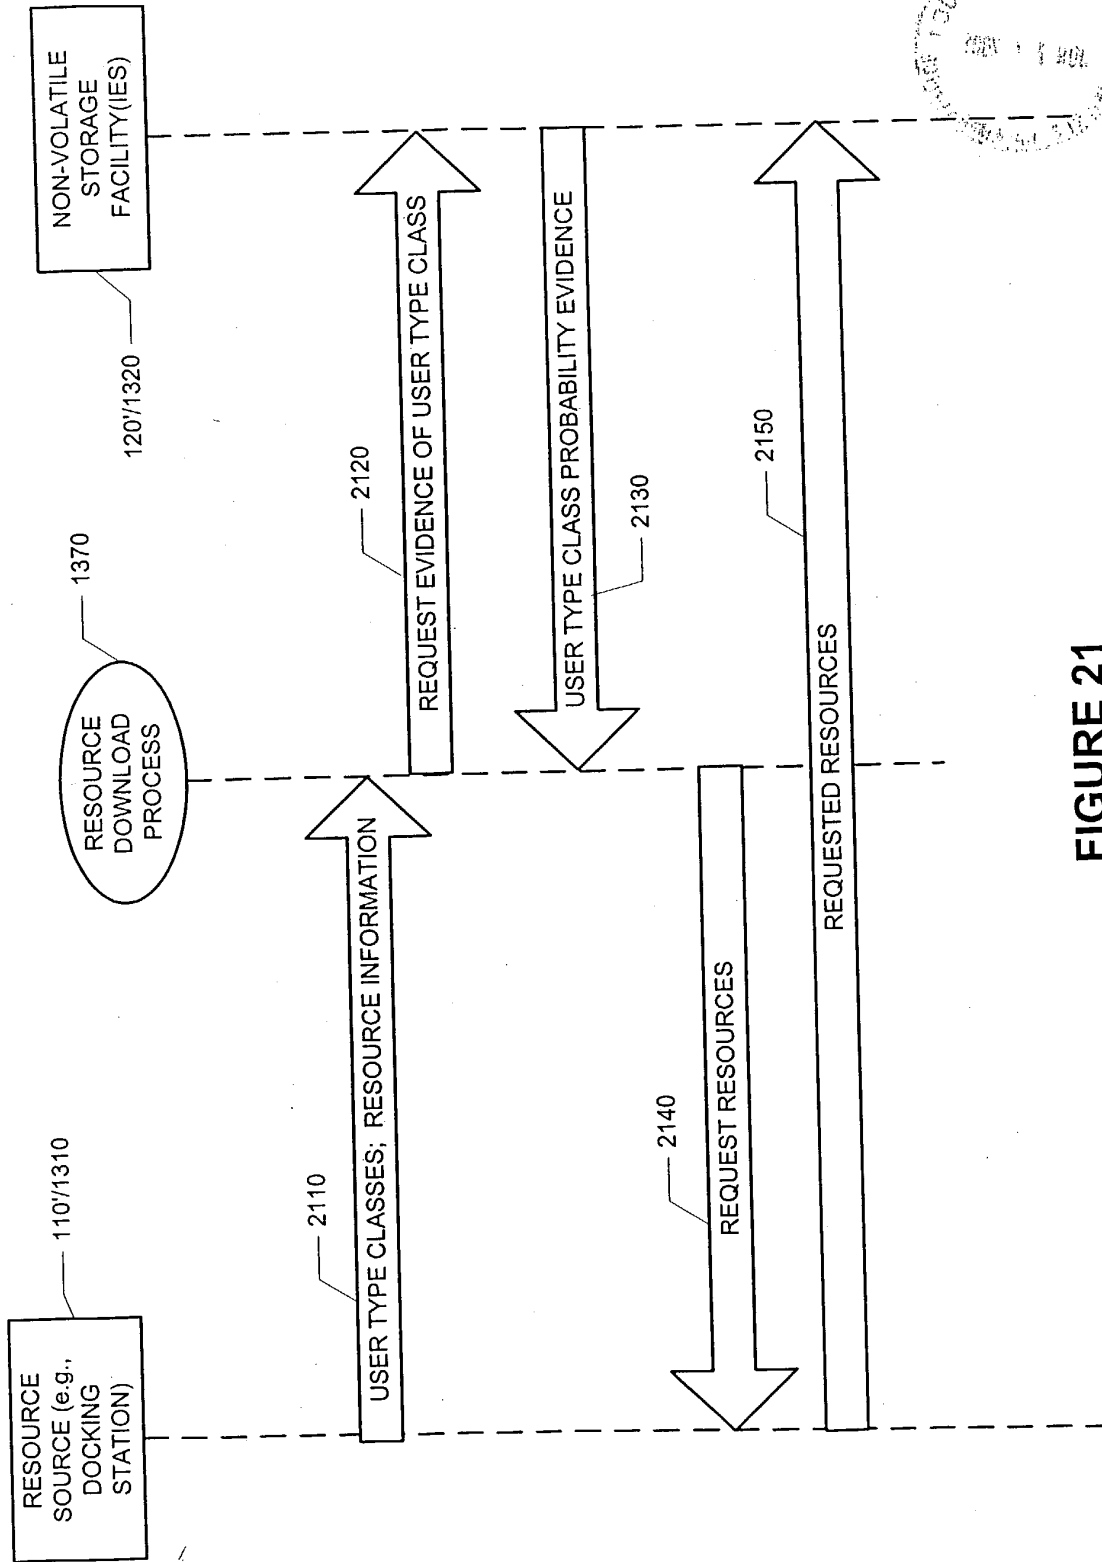 RESOURCE
SOURCE (e.g.,
DOCKING
STATION)
110'/1310
RESOURCE
DOWNLOAD
PROCESS
1370
NON-VOLATILE
STORAGE
FACILITY(IES)
120'/1320
2110
USER TYPE CLASSES; RESOURCE INFORMATION
2120
REQUEST EVIDENCE OF USER TYPE CLASS
USER TYPE CLASS PROBABILITY EVIDENCE
2130
2140
REQUEST RESOURCES
2150
REQUESTED RESOURCES
FIGURE 21